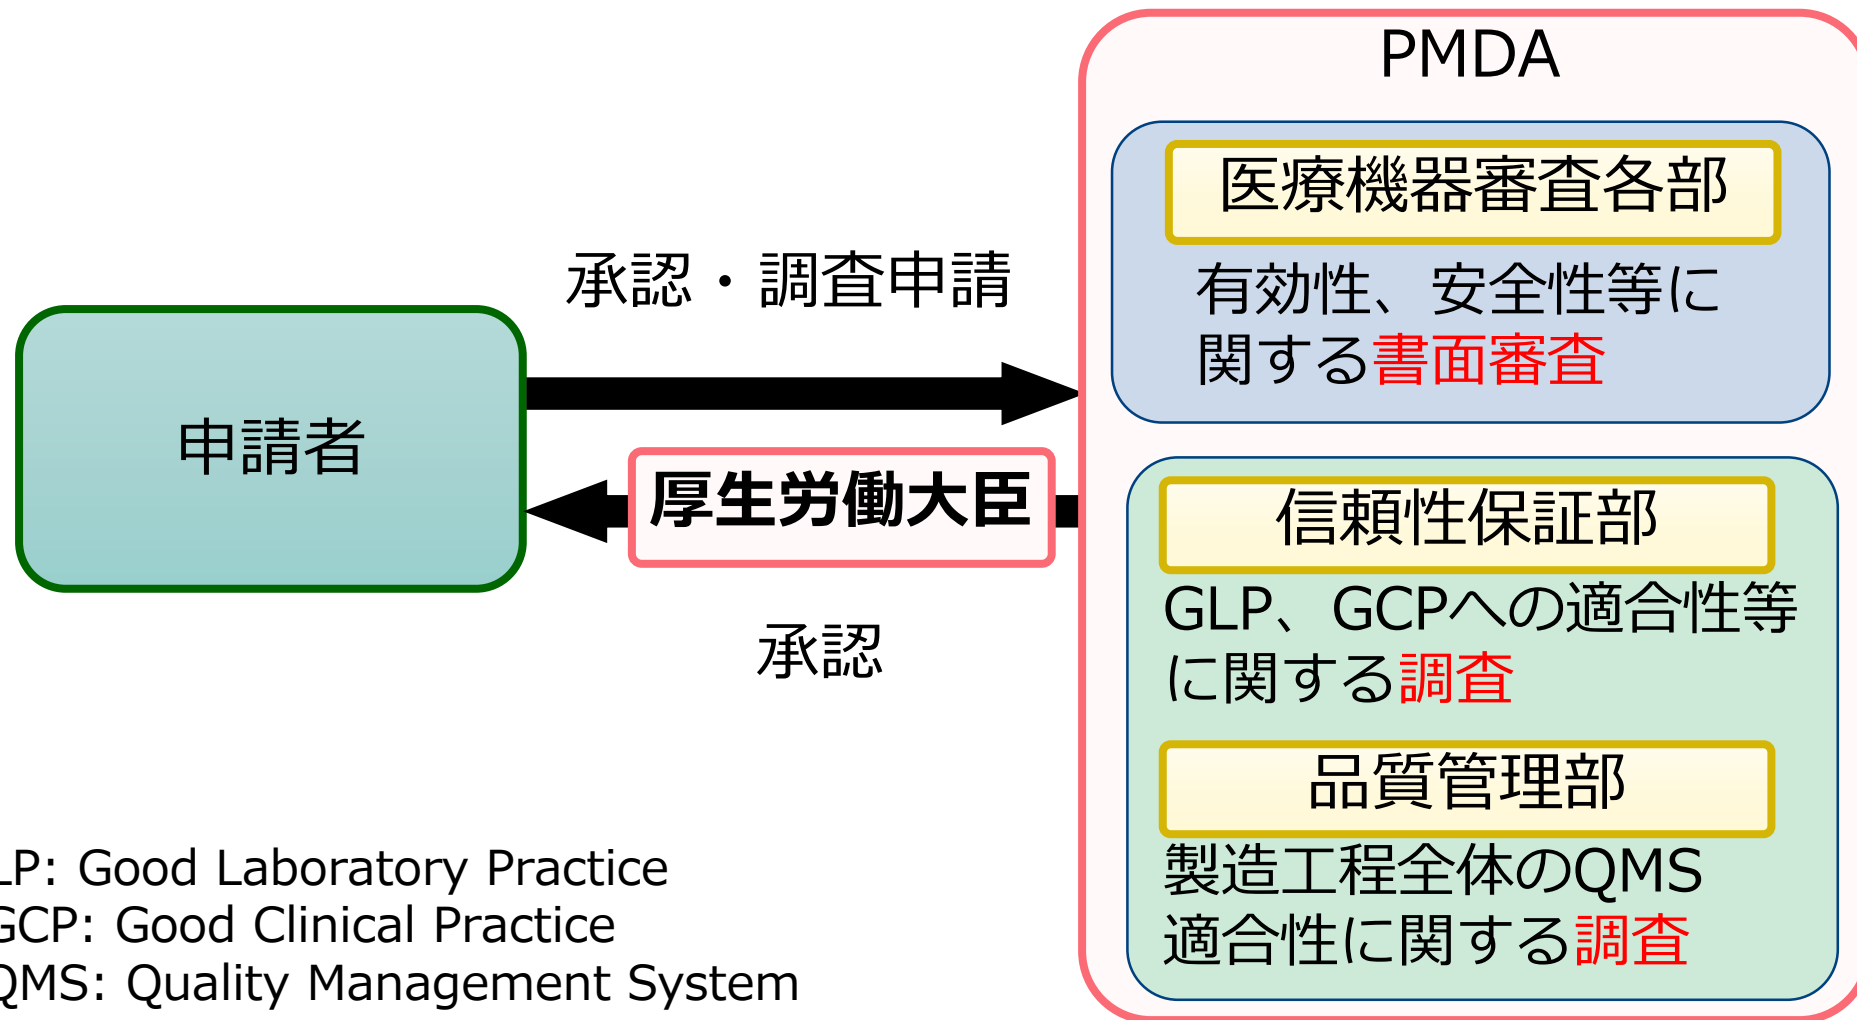 PMDA
医療機器審査各部
有効性、安全性等に
関する書面審査
承認・調査申請
申請者
厚生労働大臣
承認
信頼性保証部
GLP、GCPへの適合性等
に関する調査
品質管理部
製造工程全体のQMS
適合性に関する調査
LP: Good Laboratory Practice
GCP: Good Clinical Practice
QMS: Quality Management System